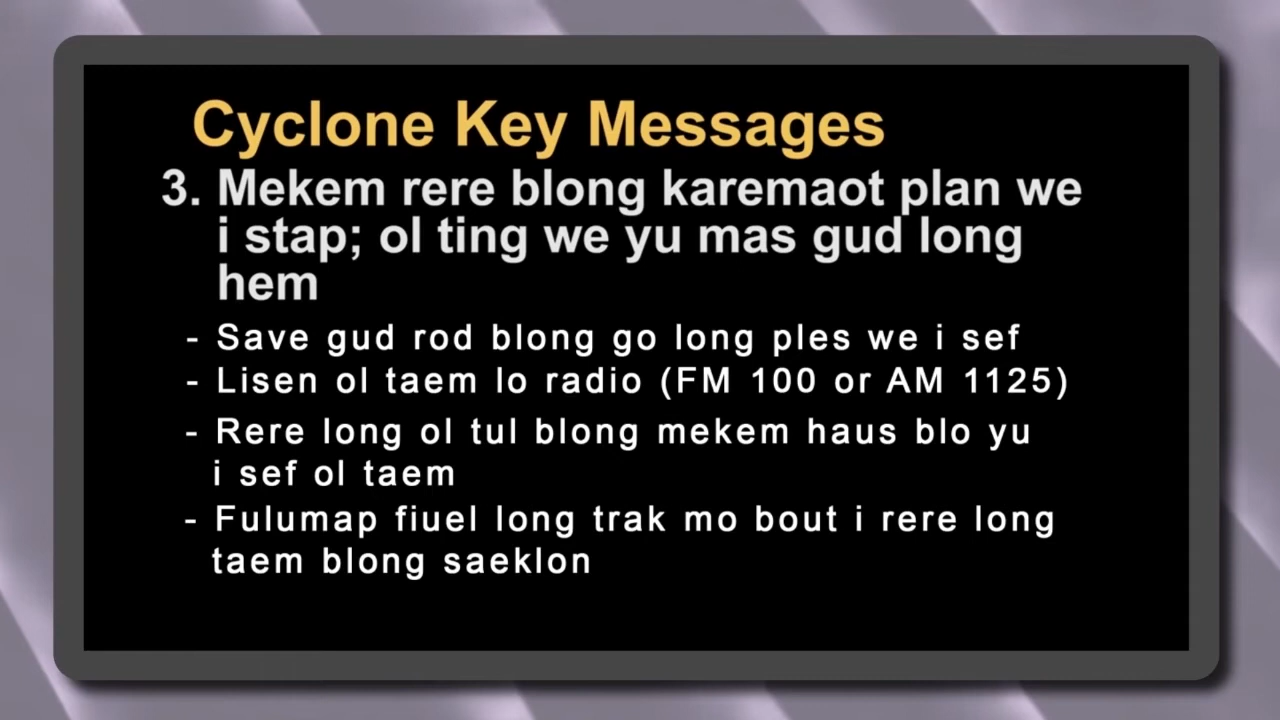 Cyclone Key Messages
3. Mekem rere blong karemaot plan we
i stap; ol ting we yu mas gud long
hem
- Save gud rod blong go long ples we i sef
- Lisen ol taem lo radio (FM 100 or AM 1125)
- Rere long ol tul blong mekem haus blo yu
i sef ol taem
- Fulumap fiuel long trak mo bout i rere long
taem blong saeklon